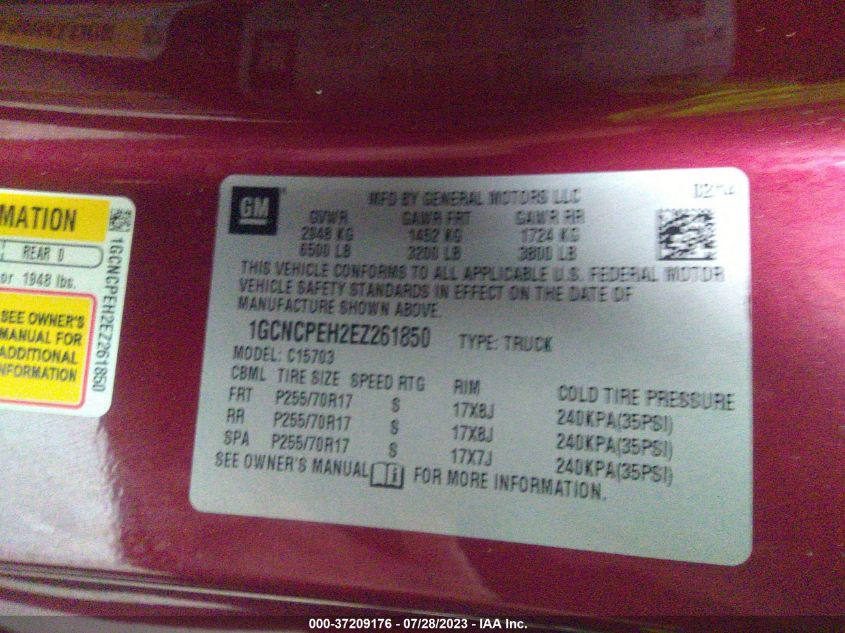 MATION
REAR 0
or 1948 lbs.
SEE OWNER'S
MANUAL FOR
ADDITIONAL
INFORMATION
1GCNCPEH2EZ261850
GM
MFD BY GENERAL MOTORS LLC
GVWR GAWR FRT GAWR RR
2948 KG 1452 KG 1724 KG
6500 LB 3200 LB 3800 LB
THIS VEHICLE CONFORMS TO ALL APPLICABLE U.S. FEDERAL MOTOR
VEHICLE SAFETY STANDARDS IN EFFECT ON THE DATE OF
MANUFACTURE SHOWN ABOVE.
1GCNCPEH2EZ261850 TYPE: TRUCK
MODEL: C15703
CBML TIRE SIZE SPEED RTG RIM COLD TIRE PRESSURE
FRT P255/70R17 S 17X8J 240KPA(35PSI)
RR P255/70R17 S 17X8J 240KPA(35PSI)
SPA P255/70R17 S 17X7J 240KPA(35PSI)
SEE OWNER'S MANUAL FOR MORE INFORMATION.
000-37209176 - 07/28/2023 - IAA Inc.